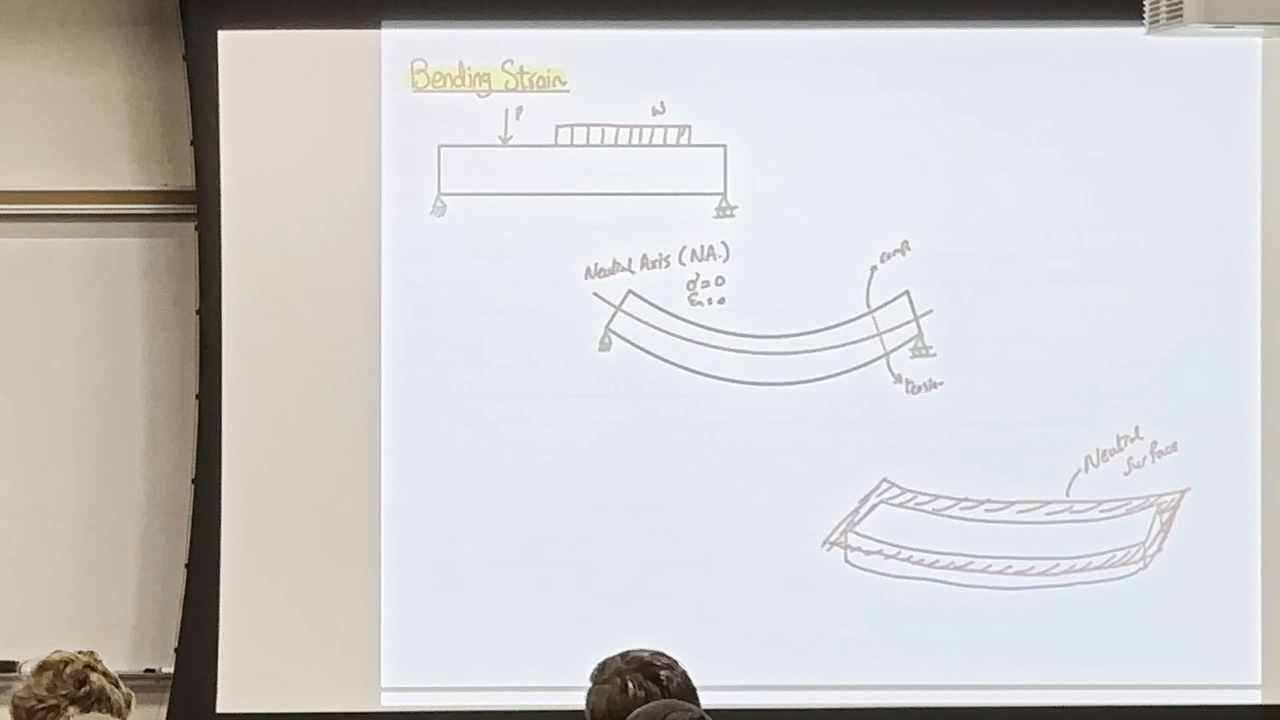 Bending Strain
P
w
Neutral Axis (N.A.)
σ = 0
ε = 0
comp
tension
Neutral
Surface